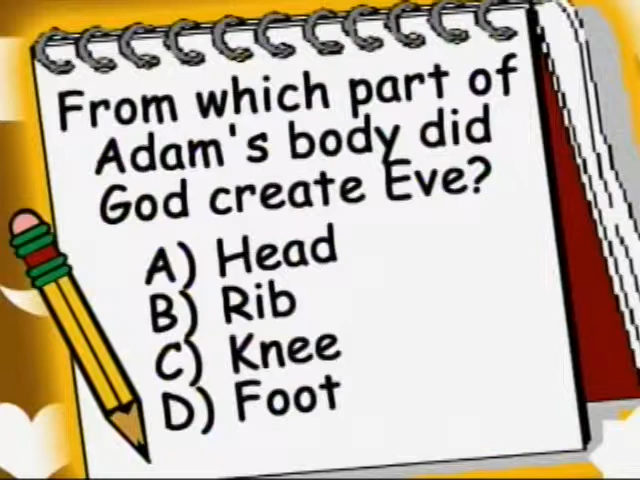 From which part of
Adam's body did
God create Eve?
A) Head
B) Rib
C) Knee
D) Foot